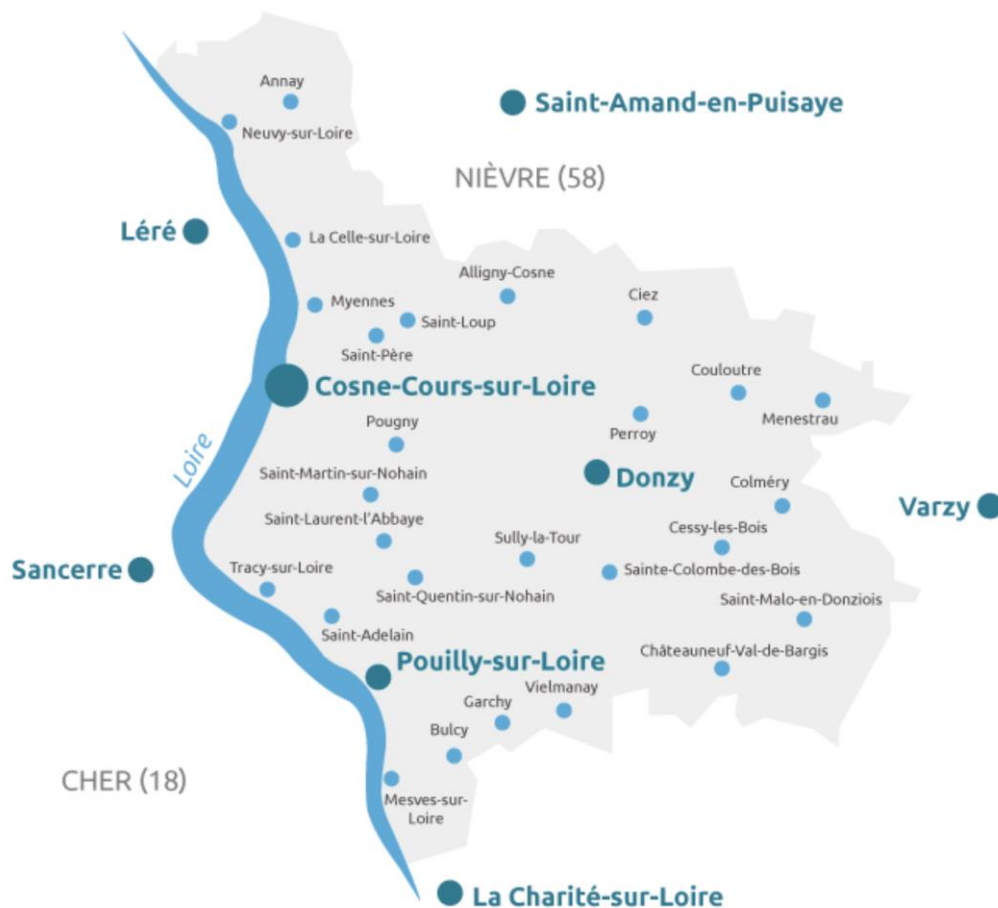 Annay
Saint-Amand-en-Puisaye
Neuvy-sur-Loire
NIÈVRE (58)
Léré
La Celle-sur-Loire
Alligny-Cosne
Ciez
Myennes
Saint-Loup
Saint-Père
Couloutre
Cosne-Cours-sur-Loire
Menestrau
Pougny
Perroy
Loire
Saint-Martin-sur-Nohain
Donzy
Colméry
Varzy
Saint-Laurent-l'Abbaye
Cessy-les-Bois
Sully-la-Tour
Sancerre
Tracy-sur-Loire
Sainte-Colombe-des-Bois
Saint-Quentin-sur-Nohain
Saint-Malo-en-Donziois
Saint-Adelain
Châteauneuf-Val-de-Bargis
Pouilly-sur-Loire
Vielmanay
Garchy
Bulcy
CHER (18)
Mesves-sur-
Loire
La Charité-sur-Loire